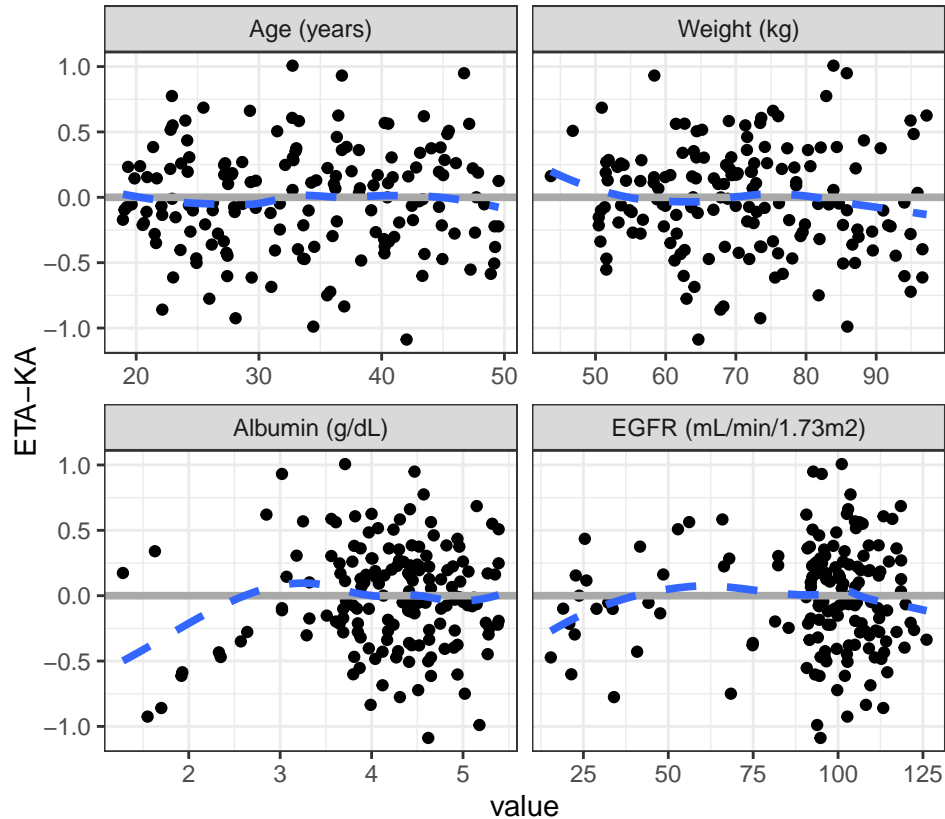 Age (years)
Weight (kg)
ETA−KA
1.0
0.5
0.0
−0.5
−1.0
20 30 40 50
50 60 70 80 90
Albumin (g/dL)
EGFR (mL/min/1.73m2)
1.0
0.5
0.0
−0.5
−1.0
2 3 4 5
25 50 75 100 125
value